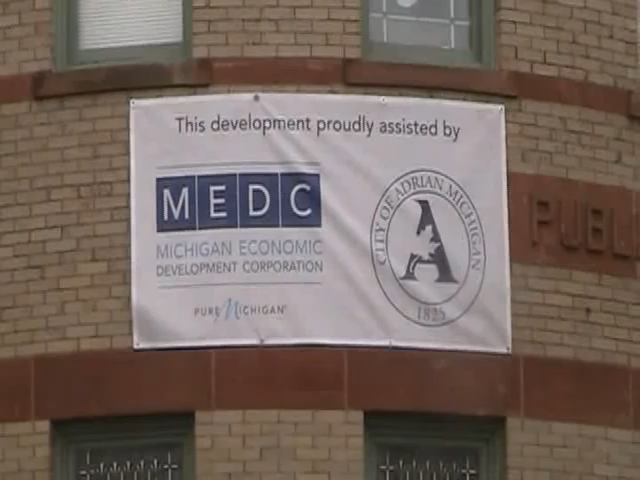 This development proudly assisted by
MEDC
MICHIGAN ECONOMIC
DEVELOPMENT CORPORATION
PURE MICHIGAN
CITY OF ADRIAN MICHIGAN
A
1825
PUBL